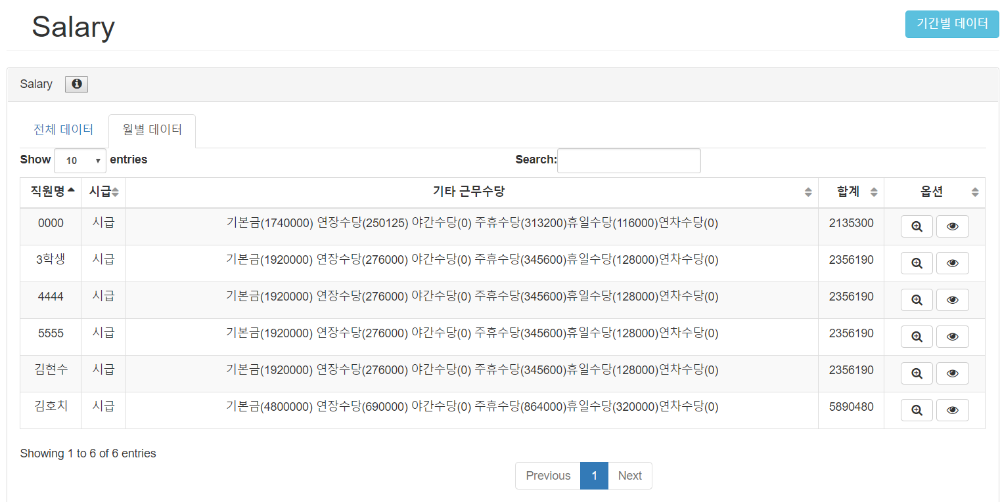 Salary
기간별 데이터
Salary
전체 데이터 월별 데이터
Show 10 entries Search:
직원명 시급 기타 근무수당 합계 옵션
0000 시급 기본금(1740000) 연장수당(250125) 야간수당(0) 주휴수당(313200)휴일수당(116000)연차수당(0) 2135300
3학생 시급 기본금(1920000) 연장수당(276000) 야간수당(0) 주휴수당(345600)휴일수당(128000)연차수당(0) 2356190
4444 시급 기본금(1920000) 연장수당(276000) 야간수당(0) 주휴수당(345600)휴일수당(128000)연차수당(0) 2356190
5555 시급 기본금(1920000) 연장수당(276000) 야간수당(0) 주휴수당(345600)휴일수당(128000)연차수당(0) 2356190
김현수 시급 기본금(1920000) 연장수당(276000) 야간수당(0) 주휴수당(345600)휴일수당(128000)연차수당(0) 2356190
김호치 시급 기본금(4800000) 연장수당(690000) 야간수당(0) 주휴수당(864000)휴일수당(320000)연차수당(0) 5890480
Showing 1 to 6 of 6 entries
Previous 1 Next